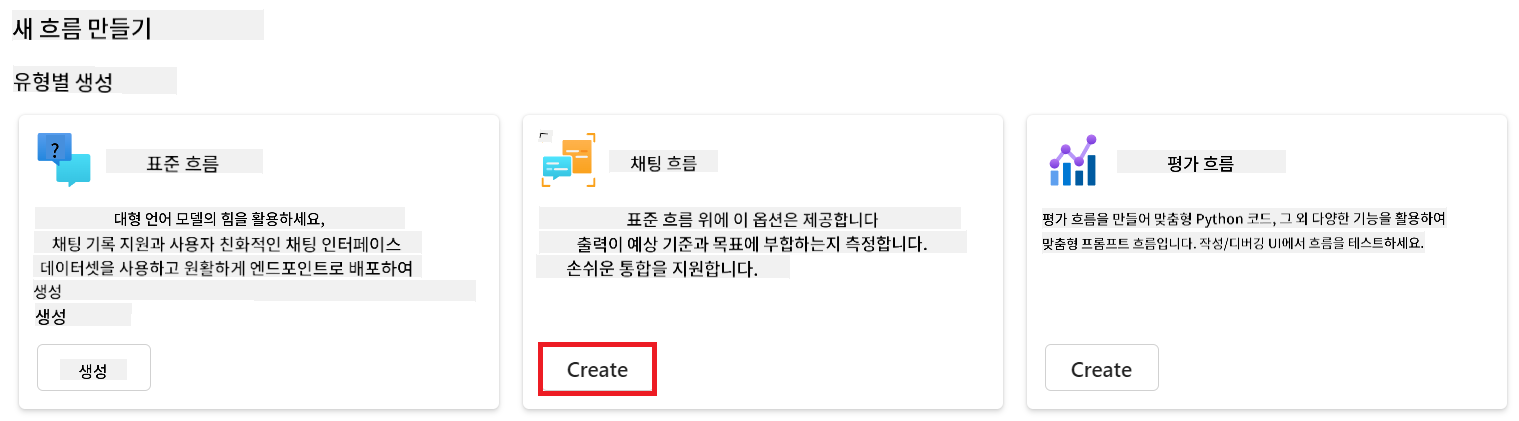 새 흐름 만들기
유형별 생성
?
표준 흐름
대형 언어 모델의 힘을 활용하세요,
채팅 기록 지원과 사용자 친화적인 채팅 인터페이스
데이터셋을 사용하고 원활하게 엔드포인트로 배포하여
생성
생성
생성
채팅 흐름
표준 흐름 위에 이 옵션은 제공합니다
출력이 예상 기준과 목표에 부합하는지 측정합니다.
손쉬운 통합을 지원합니다.
Create
평가 흐름
평가 흐름을 만들어 맞춤형 Python 코드, 그 외 다양한 기능을 활용하여
맞춤형 프롬프트 흐름입니다. 작성/디버깅 UI에서 흐름을 테스트하세요.
Create